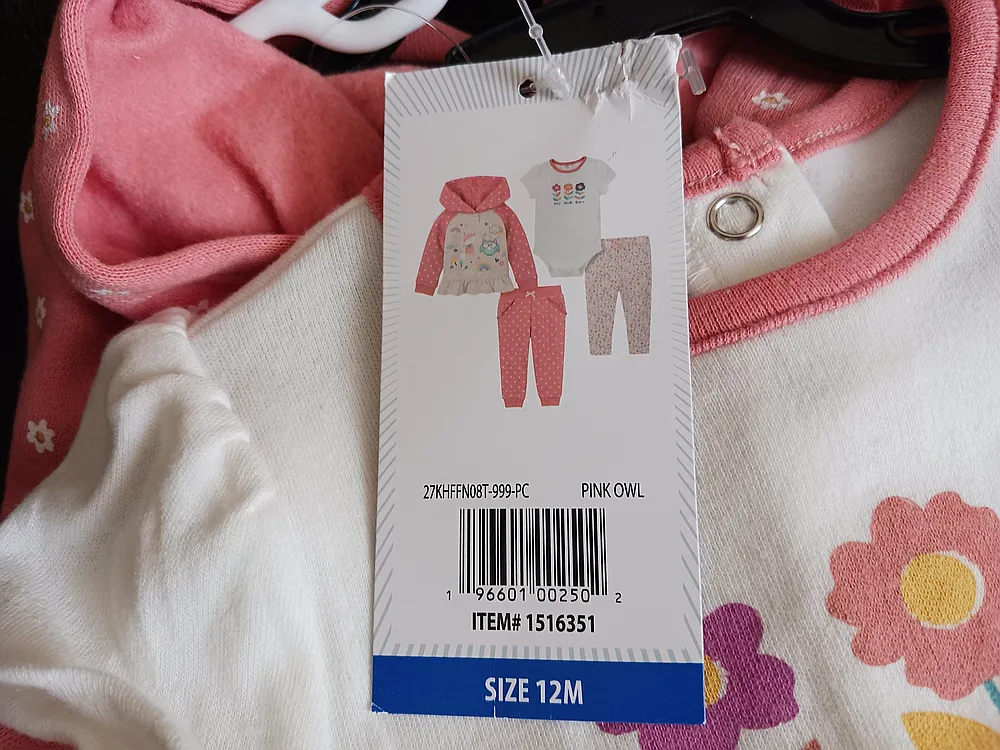 27KHFFN08T-999-PC PINK OWL
1 96601 00250 2
ITEM# 1516351
SIZE 12M